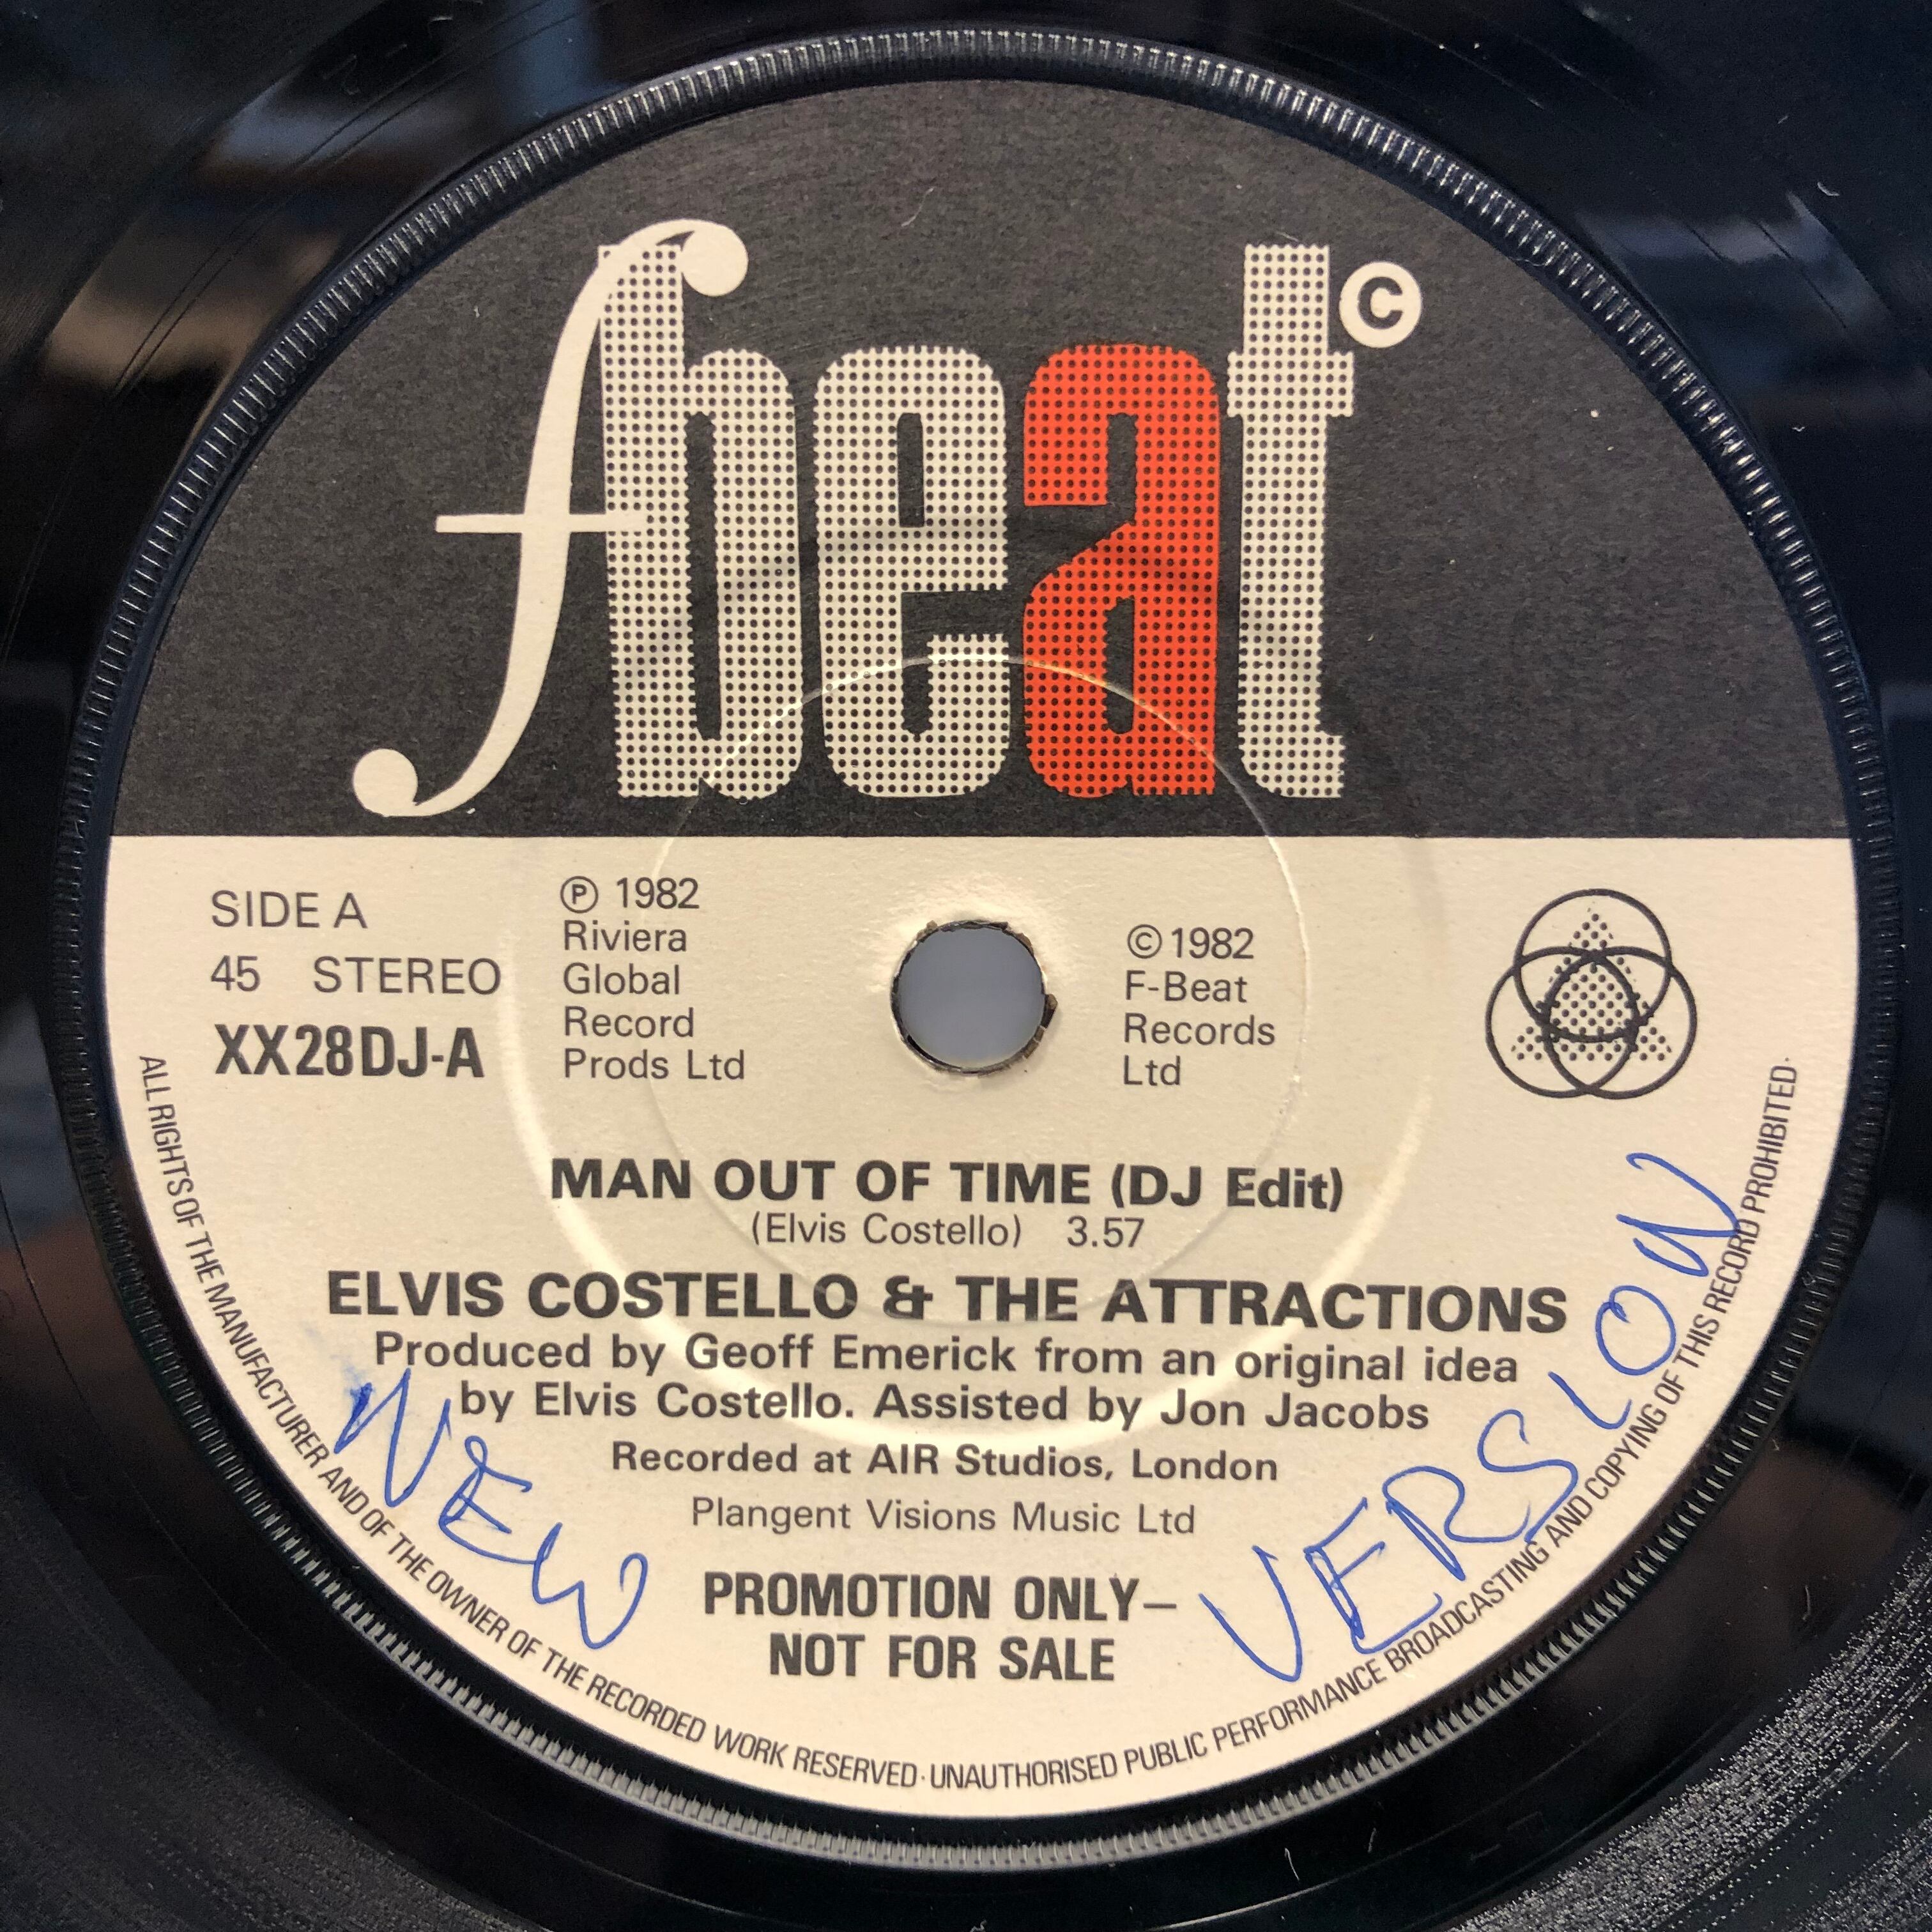 fbeat ©
SIDE A
45 STEREO
XX28DJ-A
℗ 1982
Riviera
Global
Record
Prods Ltd
© 1982
F-Beat
Records
Ltd
MAN OUT OF TIME (DJ Edit)
(Elvis Costello) 3.57
ELVIS COSTELLO & THE ATTRACTIONS
Produced by Geoff Emerick from an original idea
by Elvis Costello. Assisted by Jon Jacobs
Recorded at AIR Studios, London
Plangent Visions Music Ltd
PROMOTION ONLY–
NOT FOR SALE
NEW VERSION
ALL RIGHTS OF THE MANUFACTURER AND OF THE OWNER OF THE RECORDED WORK RESERVED · UNAUTHORISED PUBLIC PERFORMANCE BROADCASTING AND COPYING OF THIS RECORD PROHIBITED ·